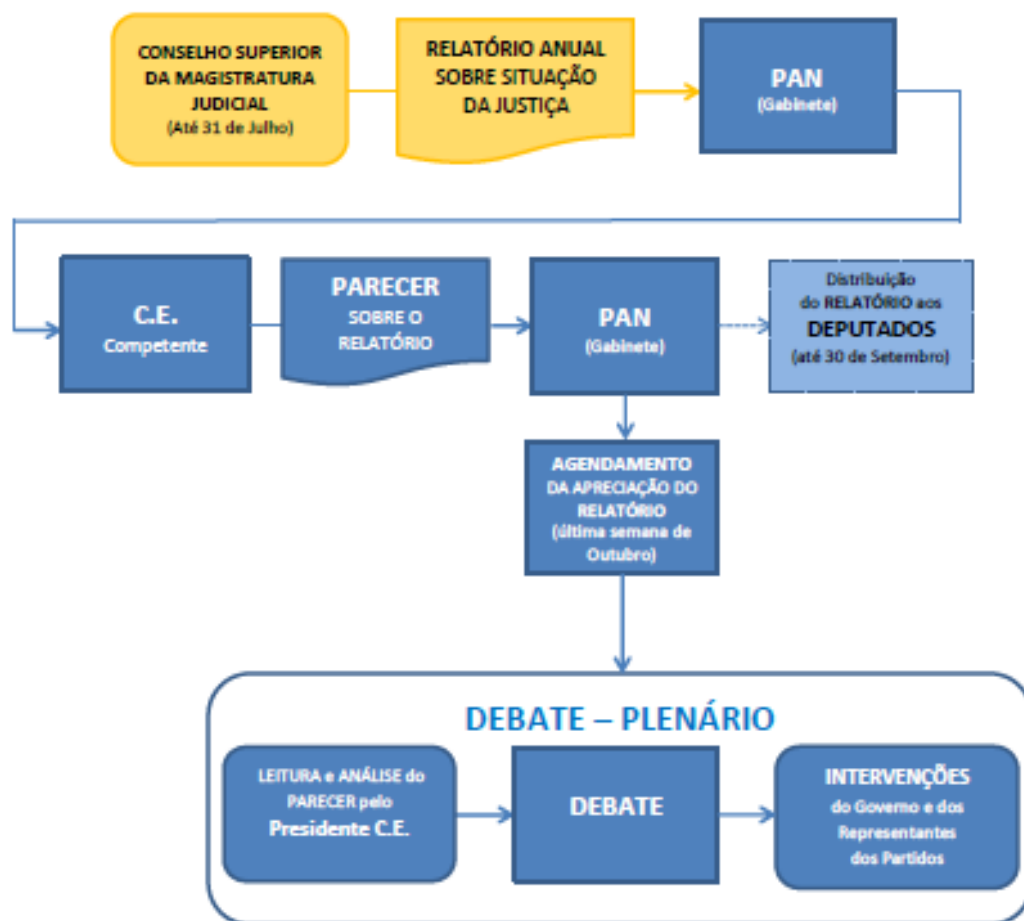 CONSELHO SUPERIOR
DA MAGISTRATURA
JUDICIAL
(Até 31 de Julho)
RELATÓRIO ANUAL
SOBRE SITUAÇÃO
DA JUSTIÇA
PAN
(Gabinete)
C.E.
Competente
PARECER
SOBRE O
RELATÓRIO
PAN
(Gabinete)
Distribuição
do RELATÓRIO aos
DEPUTADOS
(até 30 de Setembro)
AGENDAMENTO
DA APRECIAÇÃO DO
RELATÓRIO
(última semana de
Outubro)
DEBATE – PLENÁRIO
LEITURA e ANÁLISE do
PARECER pelo
Presidente C.E.
DEBATE
INTERVENÇÕES
do Governo e dos
Representantes
dos Partidos